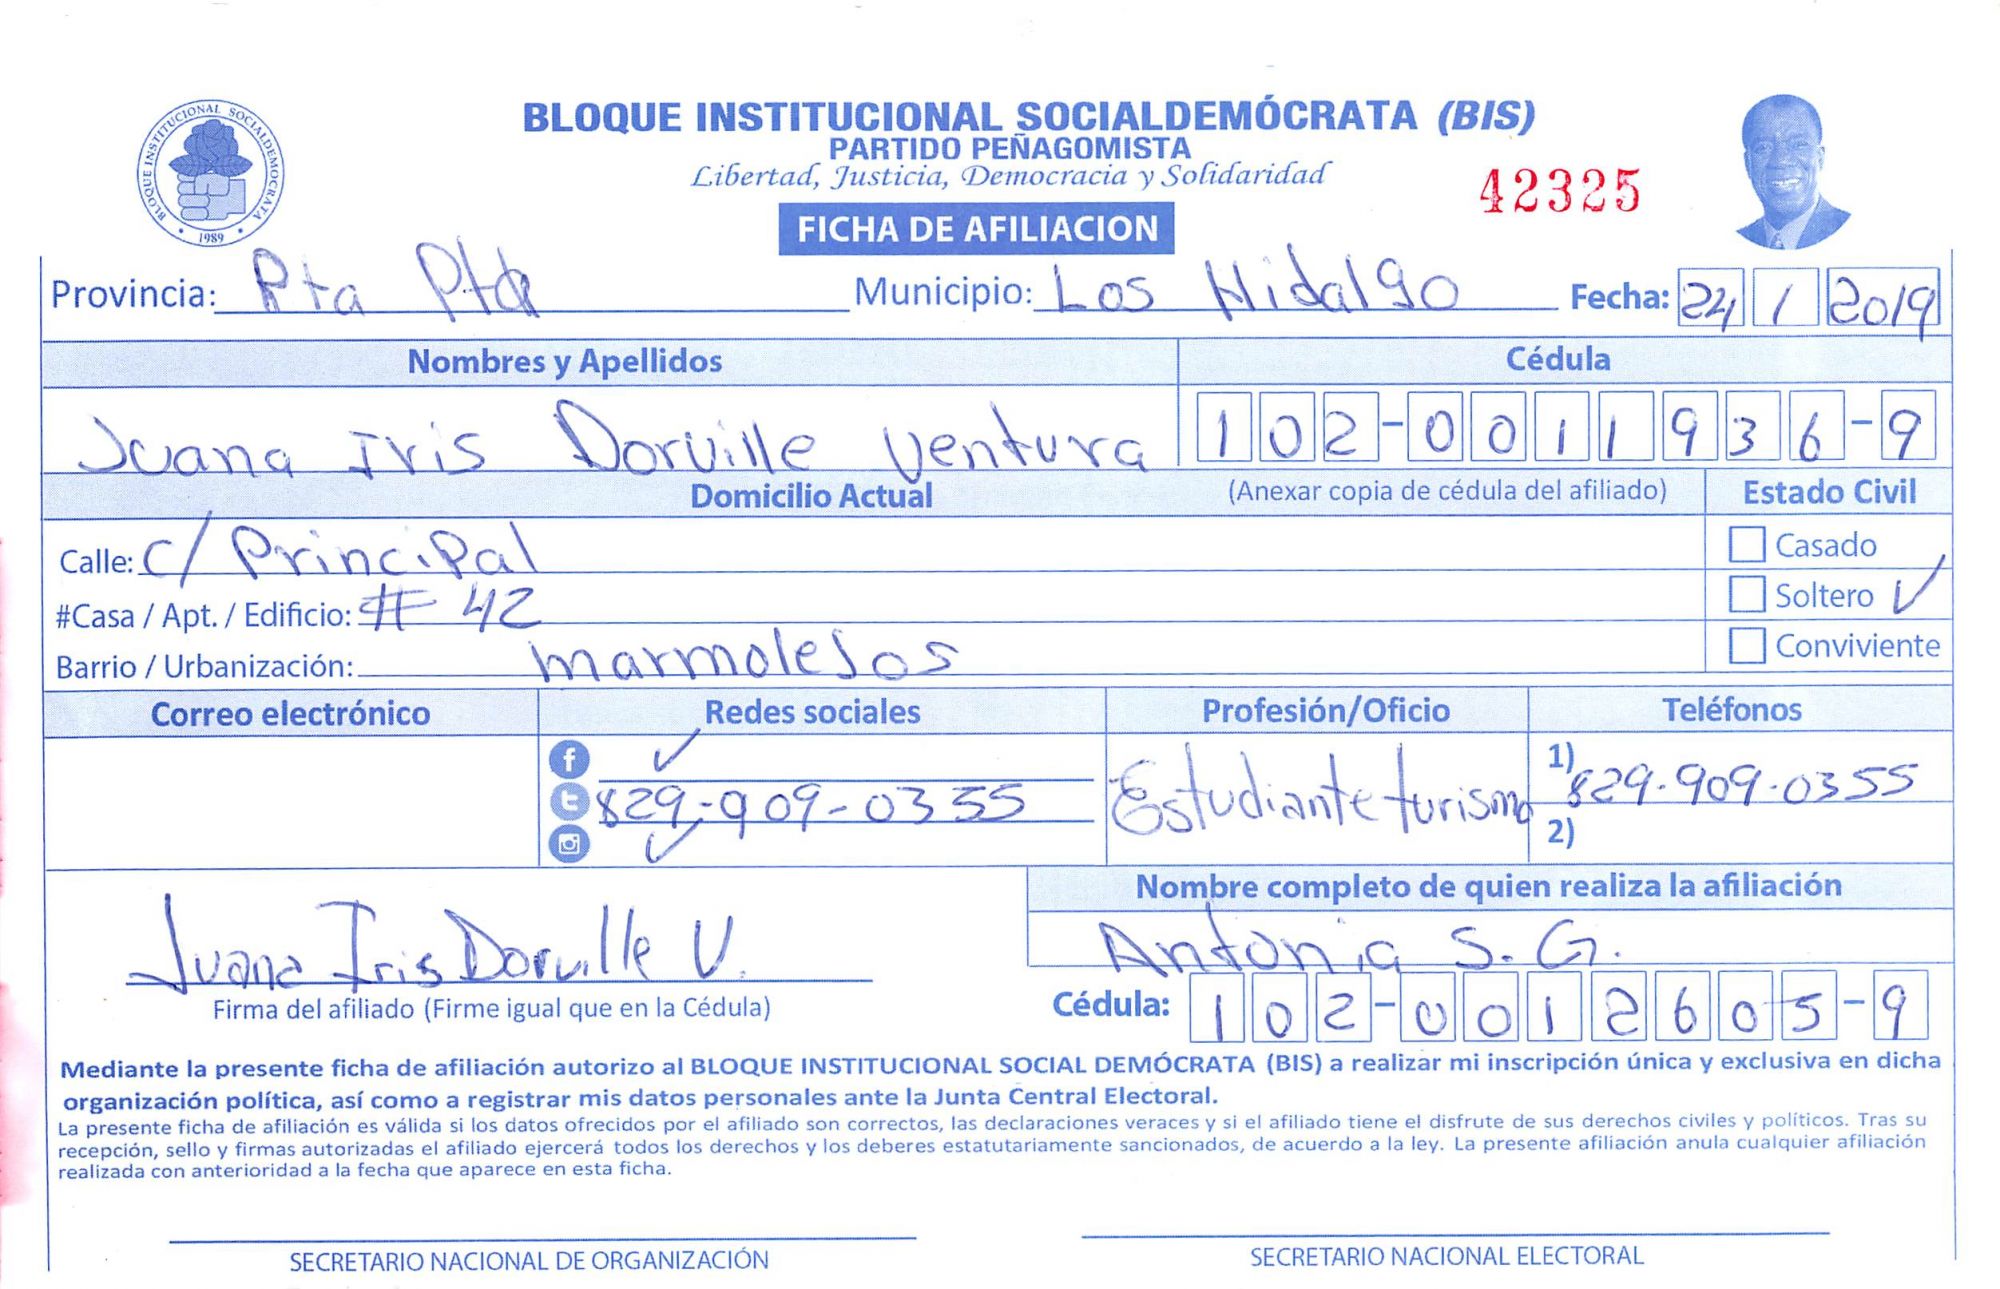 BLOQUE INSTITUCIONAL SOCIALDEMOCRATA
1989
BLOQUE INSTITUCIONAL SOCIALDEMÓCRATA (BIS)
PARTIDO PEÑAGOMISTA
Libertad, Justicia, Democracia y Solidaridad
42325
FICHA DE AFILIACION
Provincia: Pta Pta Municipio: Los Hidalgo Fecha: 24 1 2019
Nombres y Apellidos Cédula
Juana Iris Dorville Ventura 102-0011936-9
Domicilio Actual (Anexar copia de cédula del afiliado) Estado Civil
Calle: C/ Principal Casado
#Casa / Apt. / Edificio: # 42 Soltero ✓
Barrio / Urbanización: marmolejos Conviviente
Correo electrónico Redes sociales Profesión/Oficio Teléfonos
✓
829-909-0355 Estudiante turismo 1) 829-909-0355
✓ 2)
Nombre completo de quien realiza la afiliación
Juana Iris Dorville V. Antonia S. G.
Firma del afiliado (Firme igual que en la Cédula) Cédula: 102-0012605-9
Mediante la presente ficha de afiliación autorizo al BLOQUE INSTITUCIONAL SOCIAL DEMÓCRATA (BIS) a realizar mi inscripción única y exclusiva en dicha
organización política, así como a registrar mis datos personales ante la Junta Central Electoral.
La presente ficha de afiliación es válida si los datos ofrecidos por el afiliado son correctos, las declaraciones veraces y si el afiliado tiene el disfrute de sus derechos civiles y políticos. Tras su
recepción, sello y firmas autorizadas el afiliado ejercerá todos los derechos y los deberes estatutariamente sancionados, de acuerdo a la ley. La presente afiliación anula cualquier afiliación
realizada con anterioridad a la fecha que aparece en esta ficha.
SECRETARIO NACIONAL DE ORGANIZACIÓN SECRETARIO NACIONAL ELECTORAL